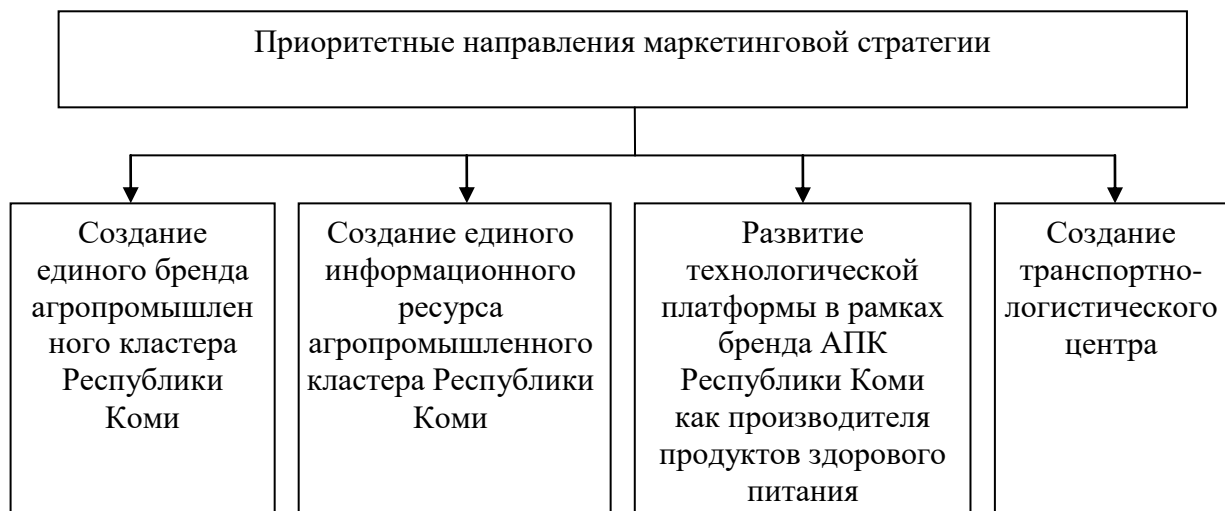 Приоритетные направления маркетинговой стратегии
Создание
единого бренда
агропромышлен
ного кластера
Республики
Коми
Создание единого
информационного
ресурса
агропромышленного
кластера Республики
Коми
Развитие
технологической
платформы в рамках
бренда АПК
Республики Коми
как производителя
продуктов здорового
питания
Создание
транспортно-
логистического
центра